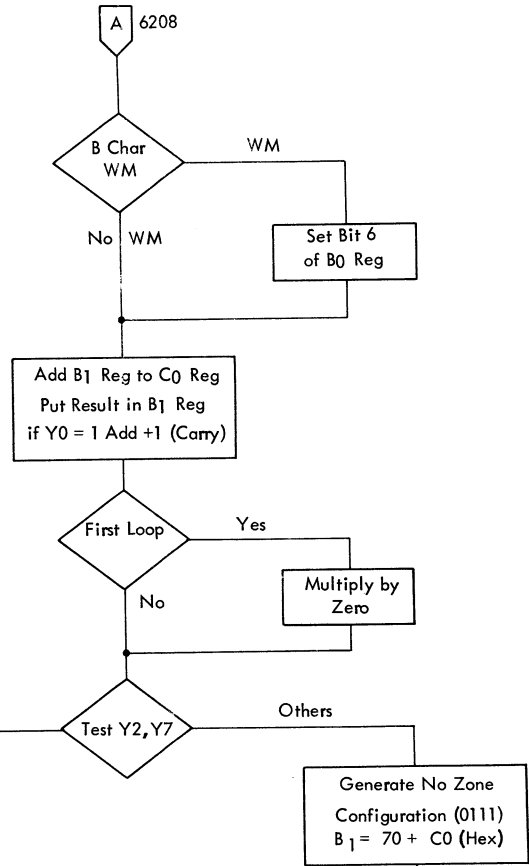 A 6208
B Char
WM
WM
No WM
Set Bit 6
of B0 Reg
Add B1 Reg to C0 Reg
Put Result in B1 Reg
if Y0 = 1 Add +1 (Carry)
First Loop
Yes
No
Multiply by
Zero
Test Y2, Y7
Others
Generate No Zone
Configuration (0111)
B1 = 70 + C0 (Hex)